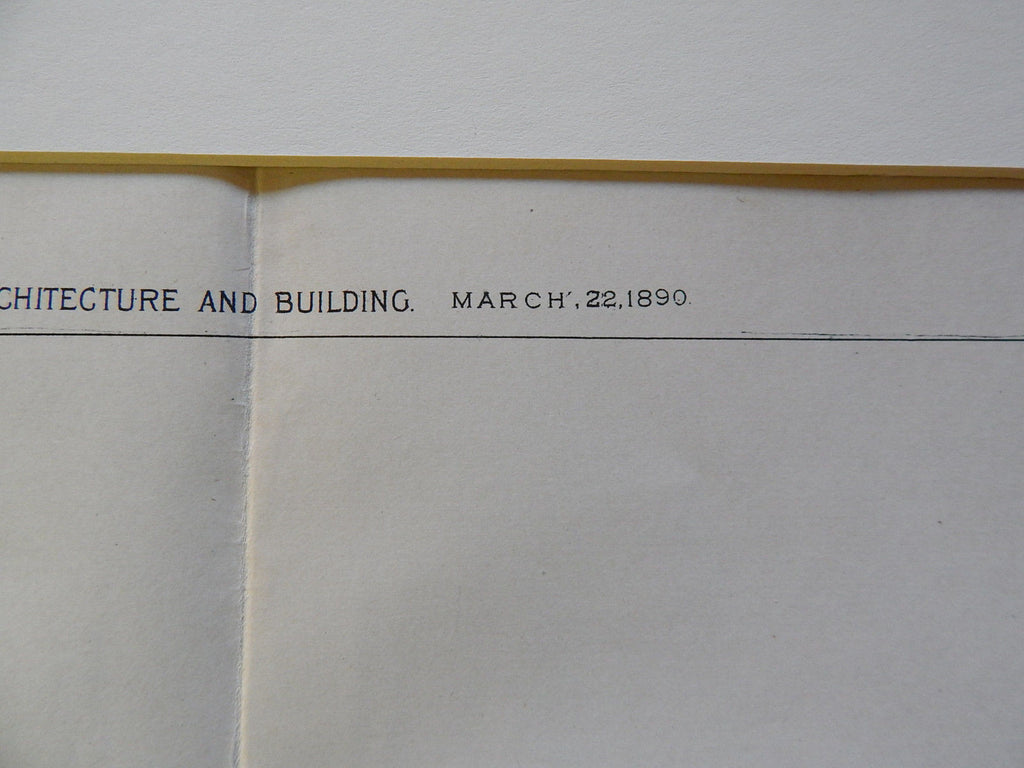 CHITECTURE AND BUILDING. MARCH', 22, 1890.